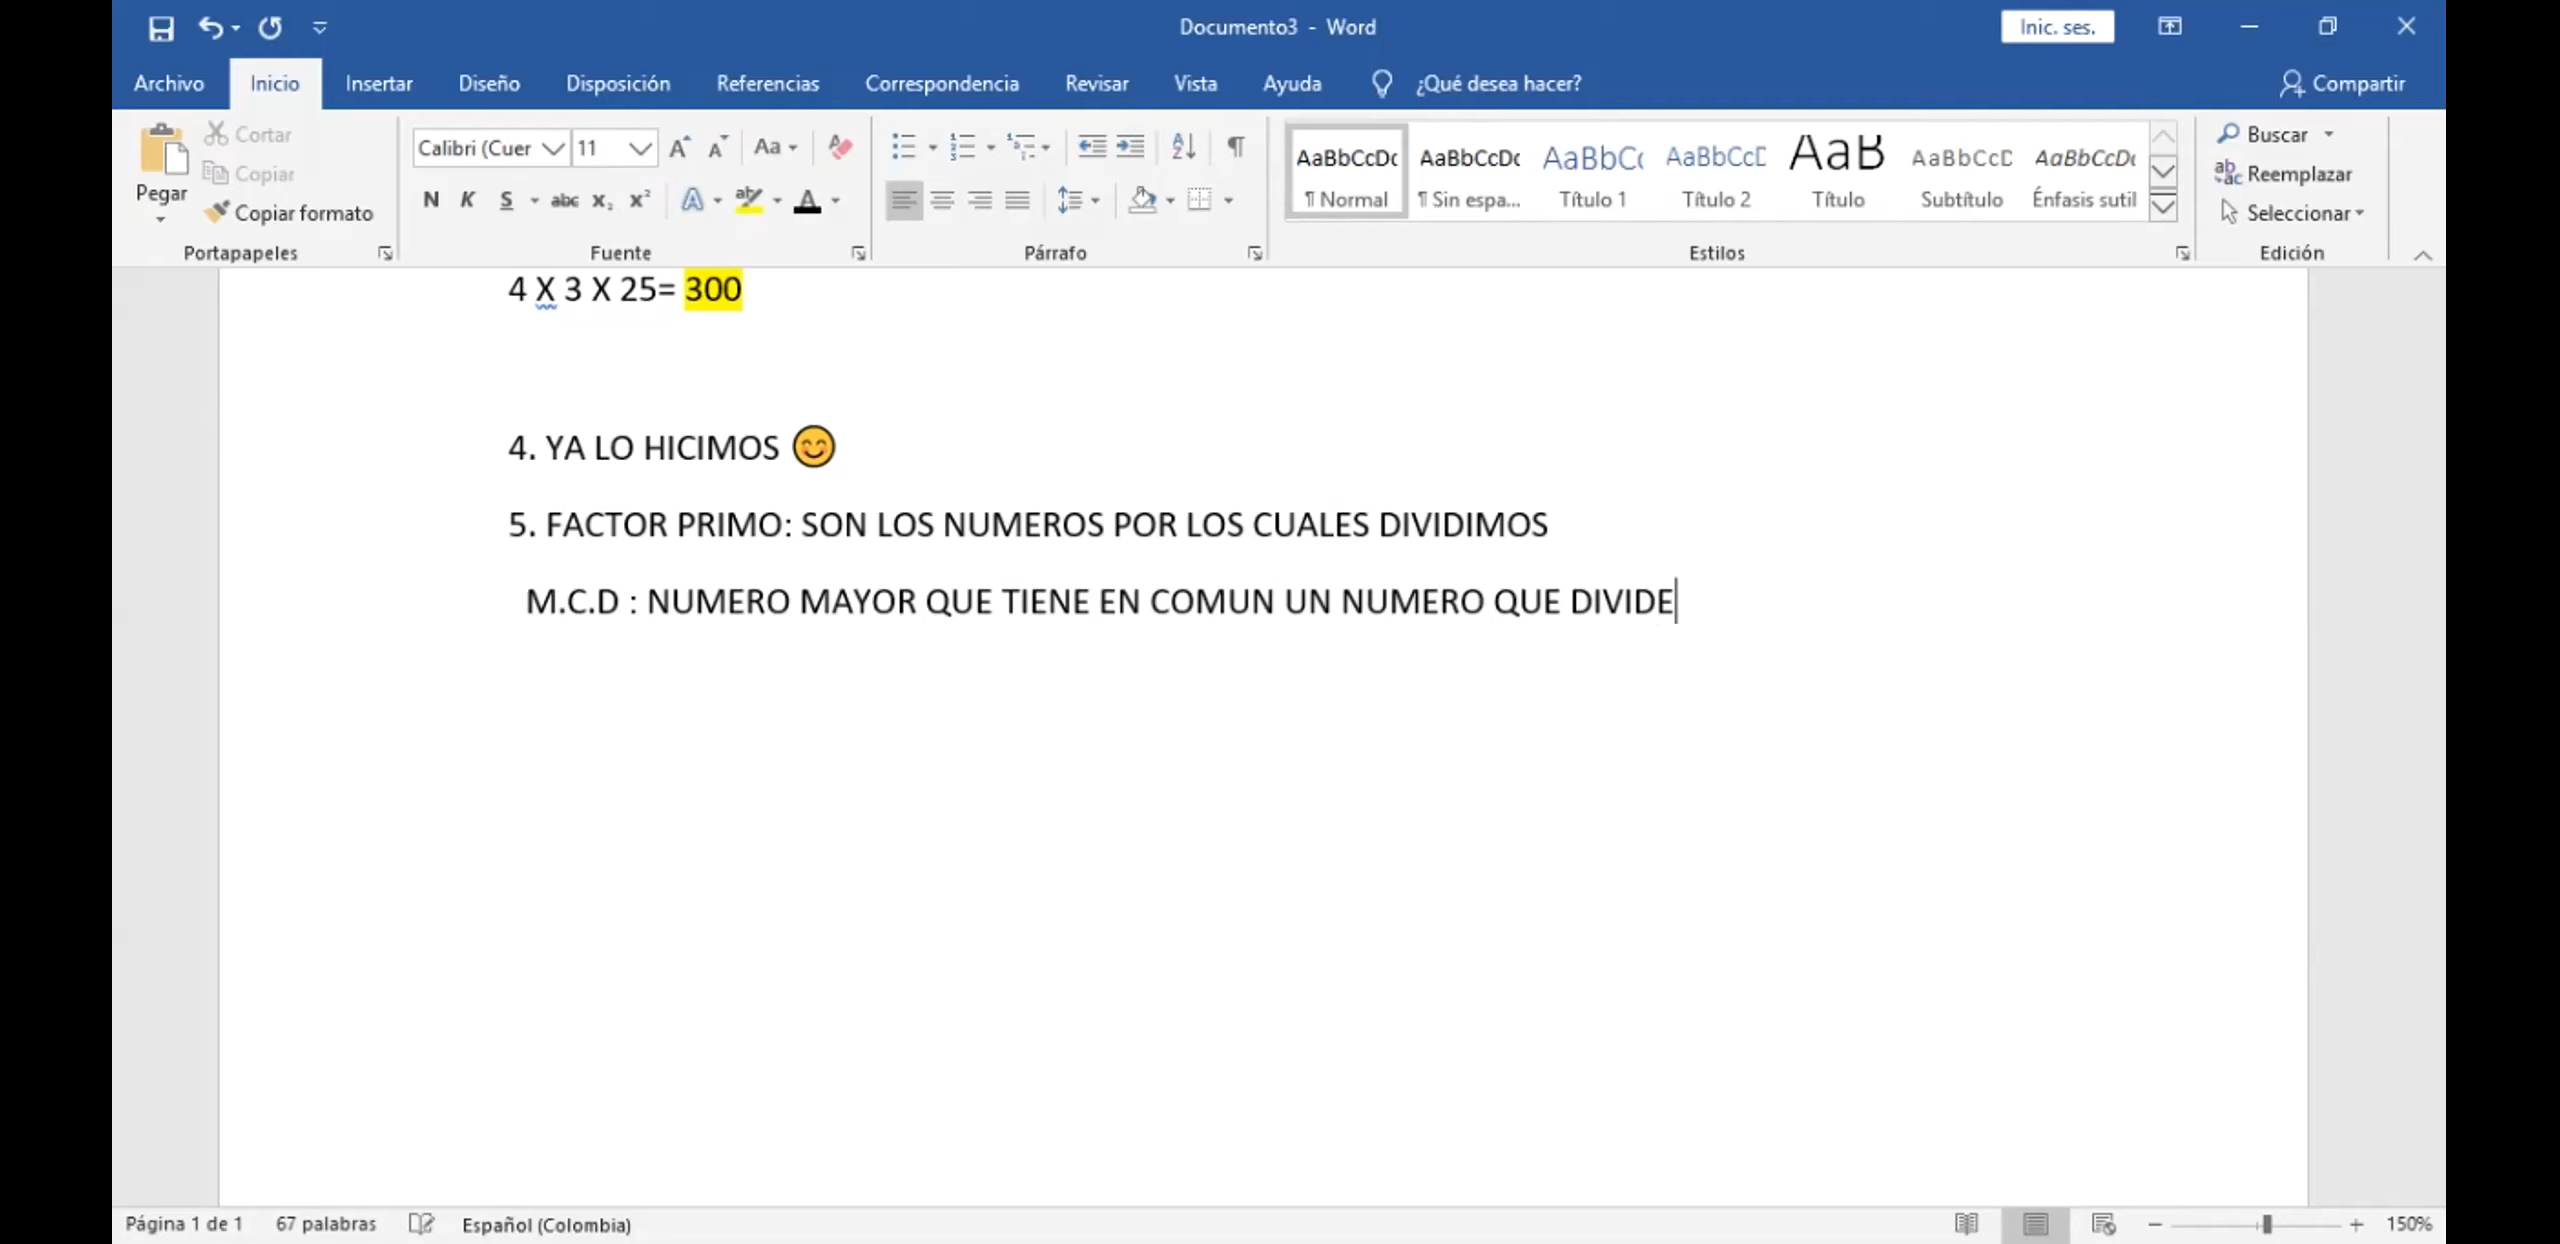 Documento3 - Word
Inic. ses.
Archivo Inicio Insertar Diseño Disposición Referencias Correspondencia Revisar Vista Ayuda ¿Qué desea hacer? Compartir
Pegar
Cortar
Copiar
Copiar formato
Portapapeles
Calibri (Cuer 11
N K S abc x₂ x²
Fuente
Párrafo
AaBbCcDc AaBbCcDc AaBbCc AaBbCcD AaB AaBbCcD AaBbCcDc
¶ Normal ¶ Sin espa... Título 1 Título 2 Título Subtítulo Énfasis sutil
Estilos
Buscar
Reemplazar
Seleccionar
Edición
4 X 3 X 25= 300
4. YA LO HICIMOS 😊
5. FACTOR PRIMO: SON LOS NUMEROS POR LOS CUALES DIVIDIMOS
M.C.D : NUMERO MAYOR QUE TIENE EN COMUN UN NUMERO QUE DIVIDE
Página 1 de 1 67 palabras Español (Colombia) 150%